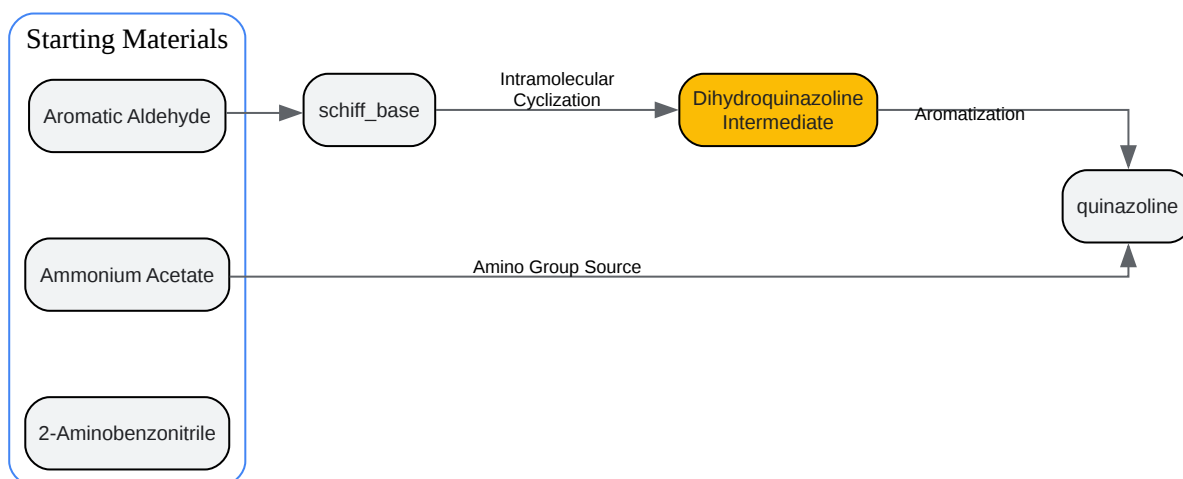 Starting Materials
Aromatic Aldehyde
schiff_base
Intramolecular
Cyclization
Dihydroquinazoline
Intermediate
Aromatization
quinazoline
Ammonium Acetate
Amino Group Source
2-Aminobenzonitrile